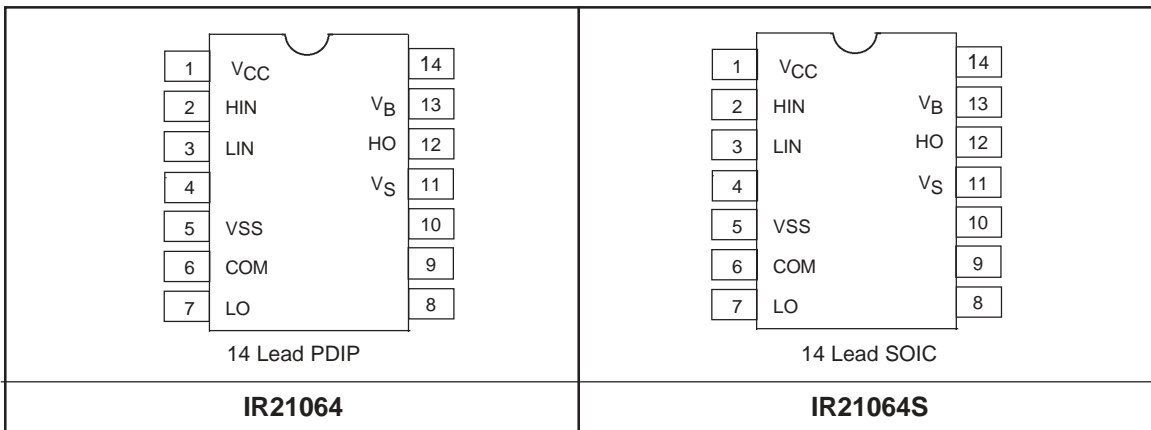 1 VCC 14
2 HIN VB 13
3 LIN HO 12
4 VS 11
5 VSS 10
6 COM 9
7 LO 8
14 Lead PDIP
IR21064
1 VCC 14
2 HIN VB 13
3 LIN HO 12
4 VS 11
5 VSS 10
6 COM 9
7 LO 8
14 Lead SOIC
IR21064S